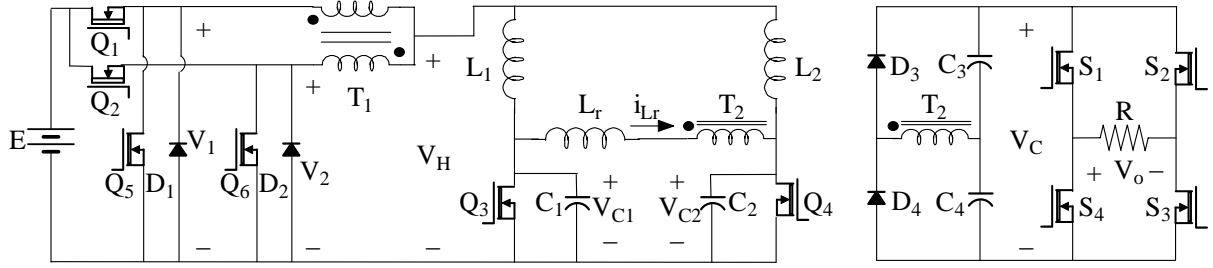 Q1
Q2
E
Q5
D1
V1
Q6
D2
V2
+
+
+
T1
VH
L1
L2
Lr
iLr
T2
Q3
C1
+
VC1
+
VC2
C2
Q4
− − − − −
D3
C3
T2
D4
C4
+
VC
−
S1
S2
R
+ Vo −
S4
S3